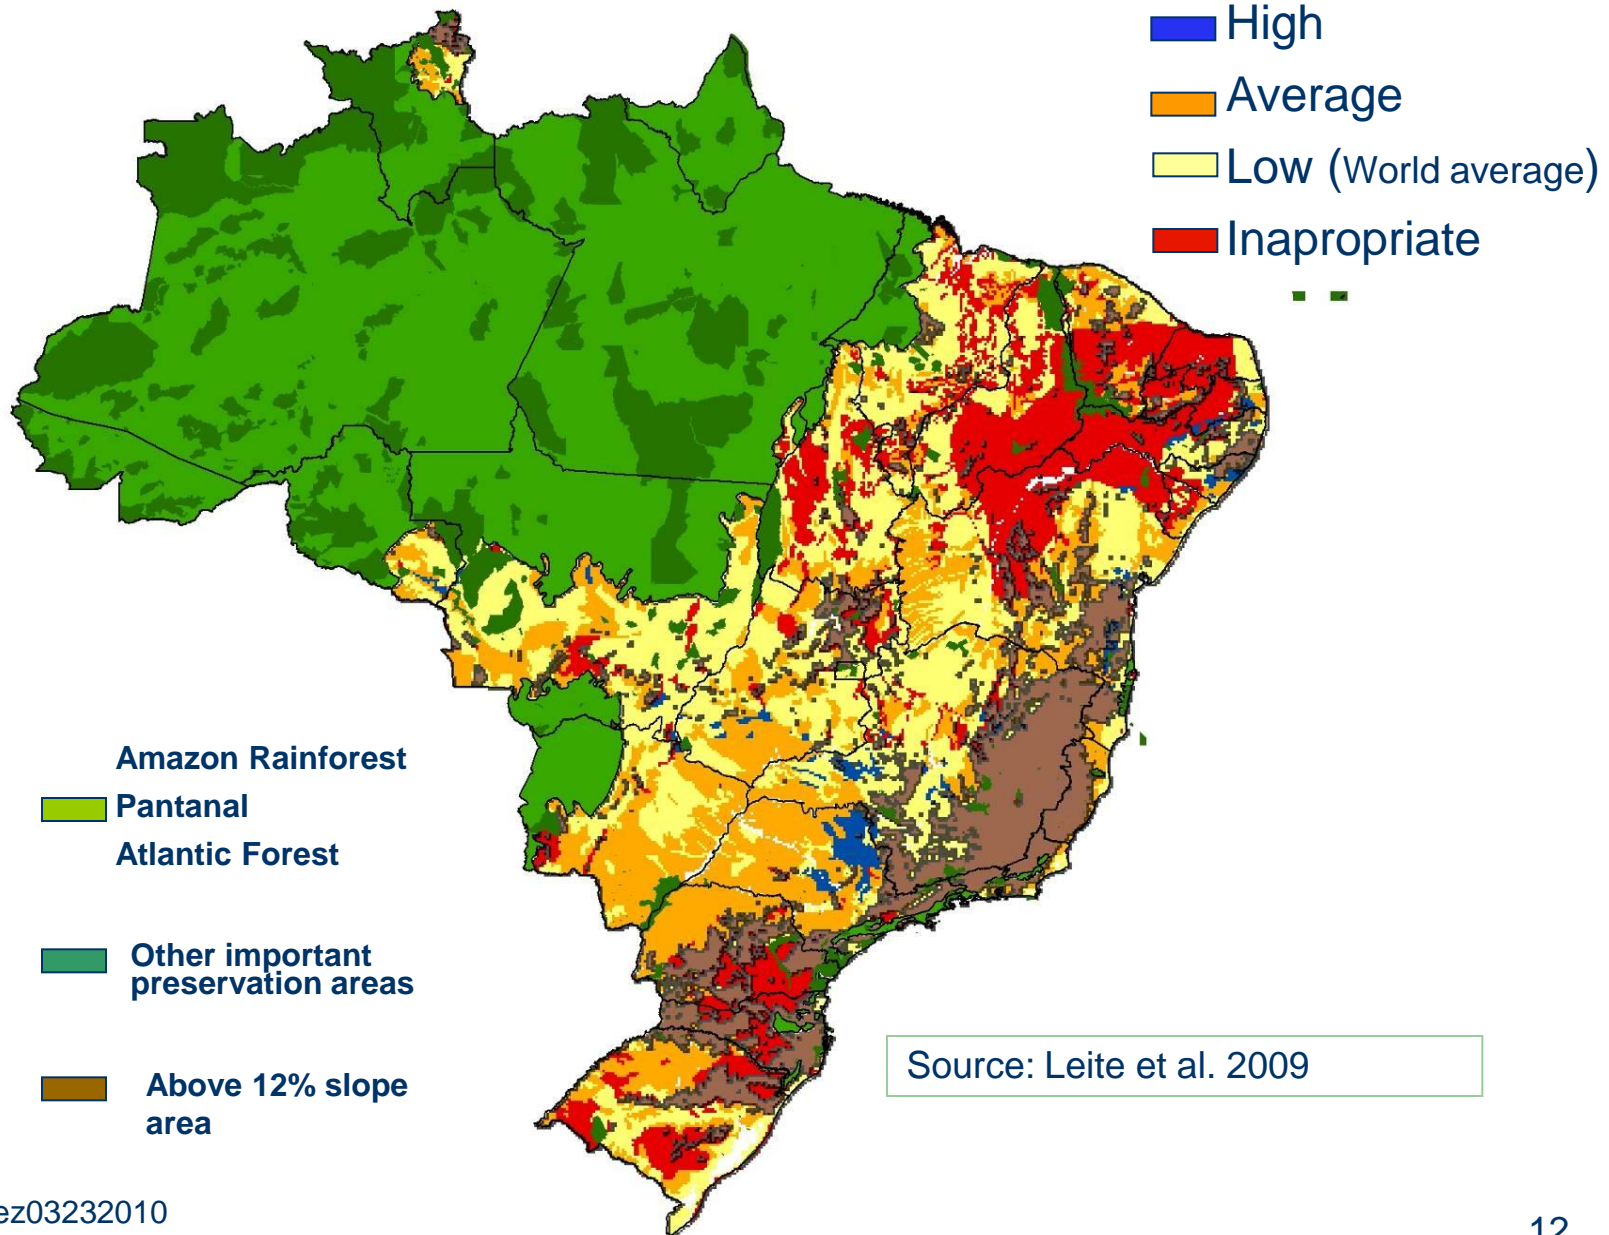 High
Average
Low (World average)
Inapropriate
Amazon Rainforest
Pantanal
Atlantic Forest
Other important
preservation areas
Above 12% slope
area
Source: Leite et al. 2009
ez03232010
12